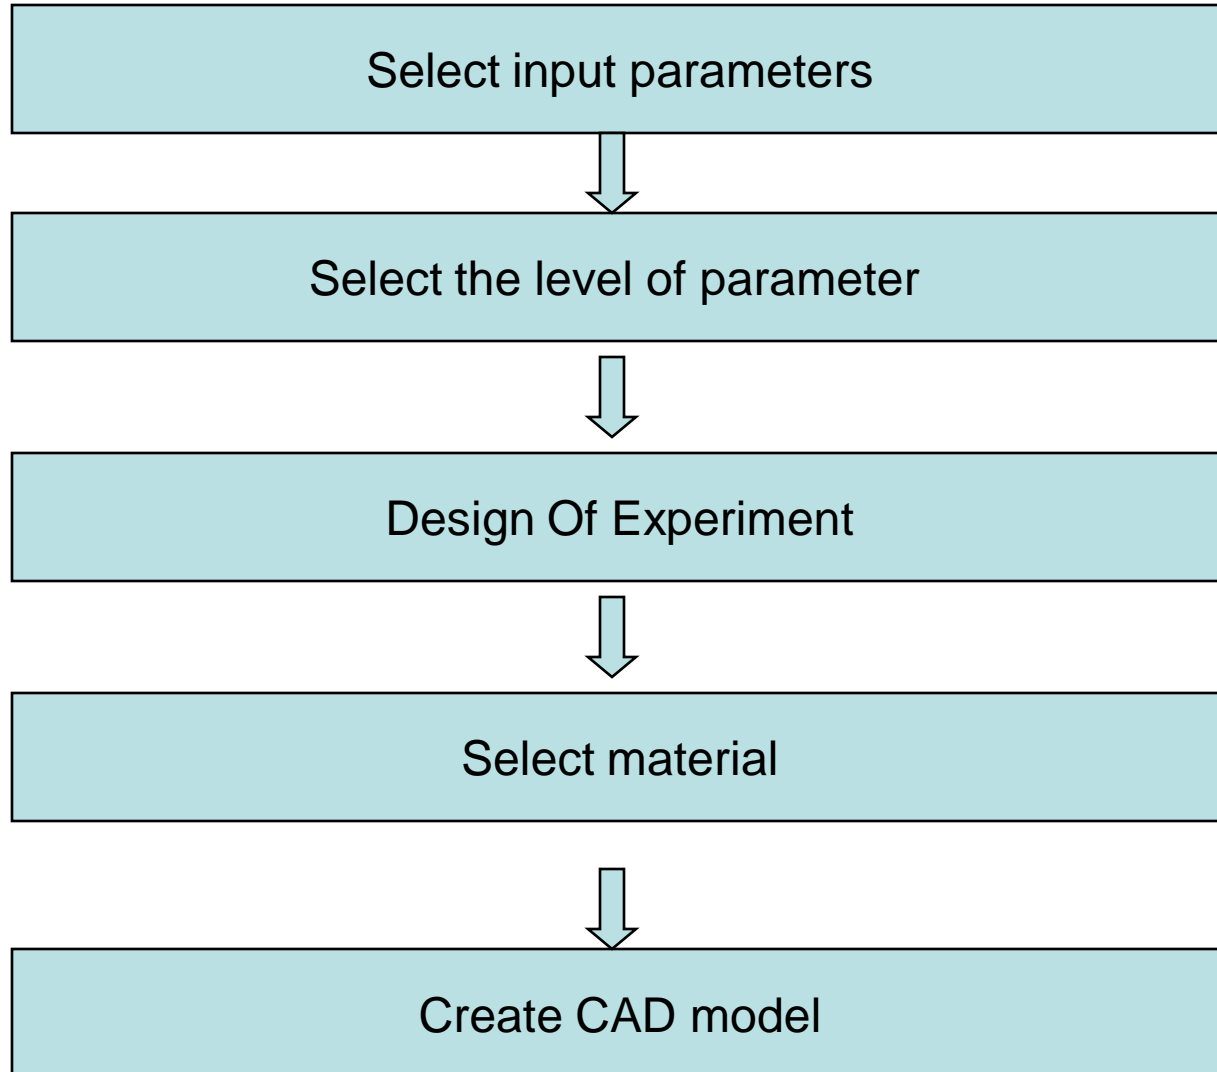 Select input parameters
Select the level of parameter
Design Of Experiment
Select material
Create CAD model